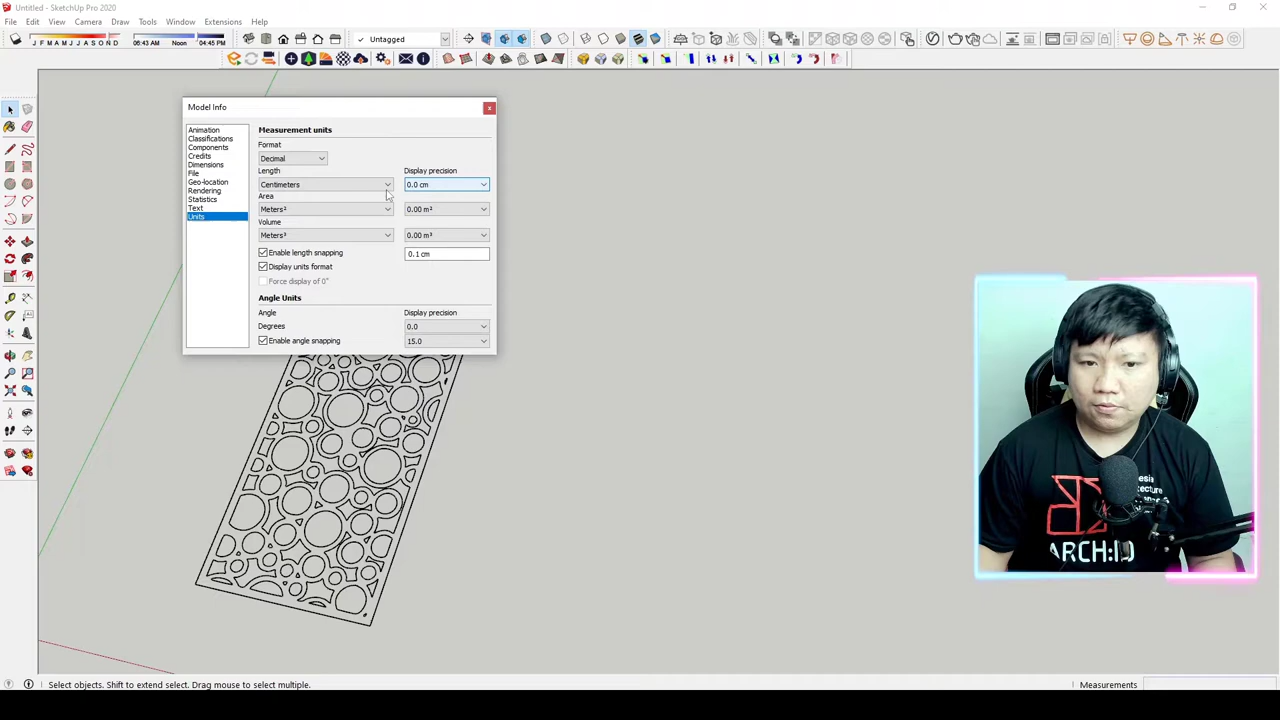 Untitled - SketchUp Pro 2020
File Edit View Camera Draw Tools Window Extensions Help
J F M A M J J A S O N D 06:43 AM Noon 04:45 PM Untagged
Model Info
Animation
Classifications
Components
Credits
Dimensions
File
Geo-location
Rendering
Statistics
Text
Units
Measurement units
Format
Decimal
Length Display precision
Centimeters 0.0 cm
Area
Meters² 0.00 m²
Volume
Meters³ 0.00 m³
Enable length snapping 0.1 cm
Display units format
Force display of 0"
Angle Units
Angle Display precision
Degrees 0.0
Enable angle snapping 15.0
Architecture
ARCH:ID
Select objects. Shift to extend select. Drag mouse to select multiple. Measurements